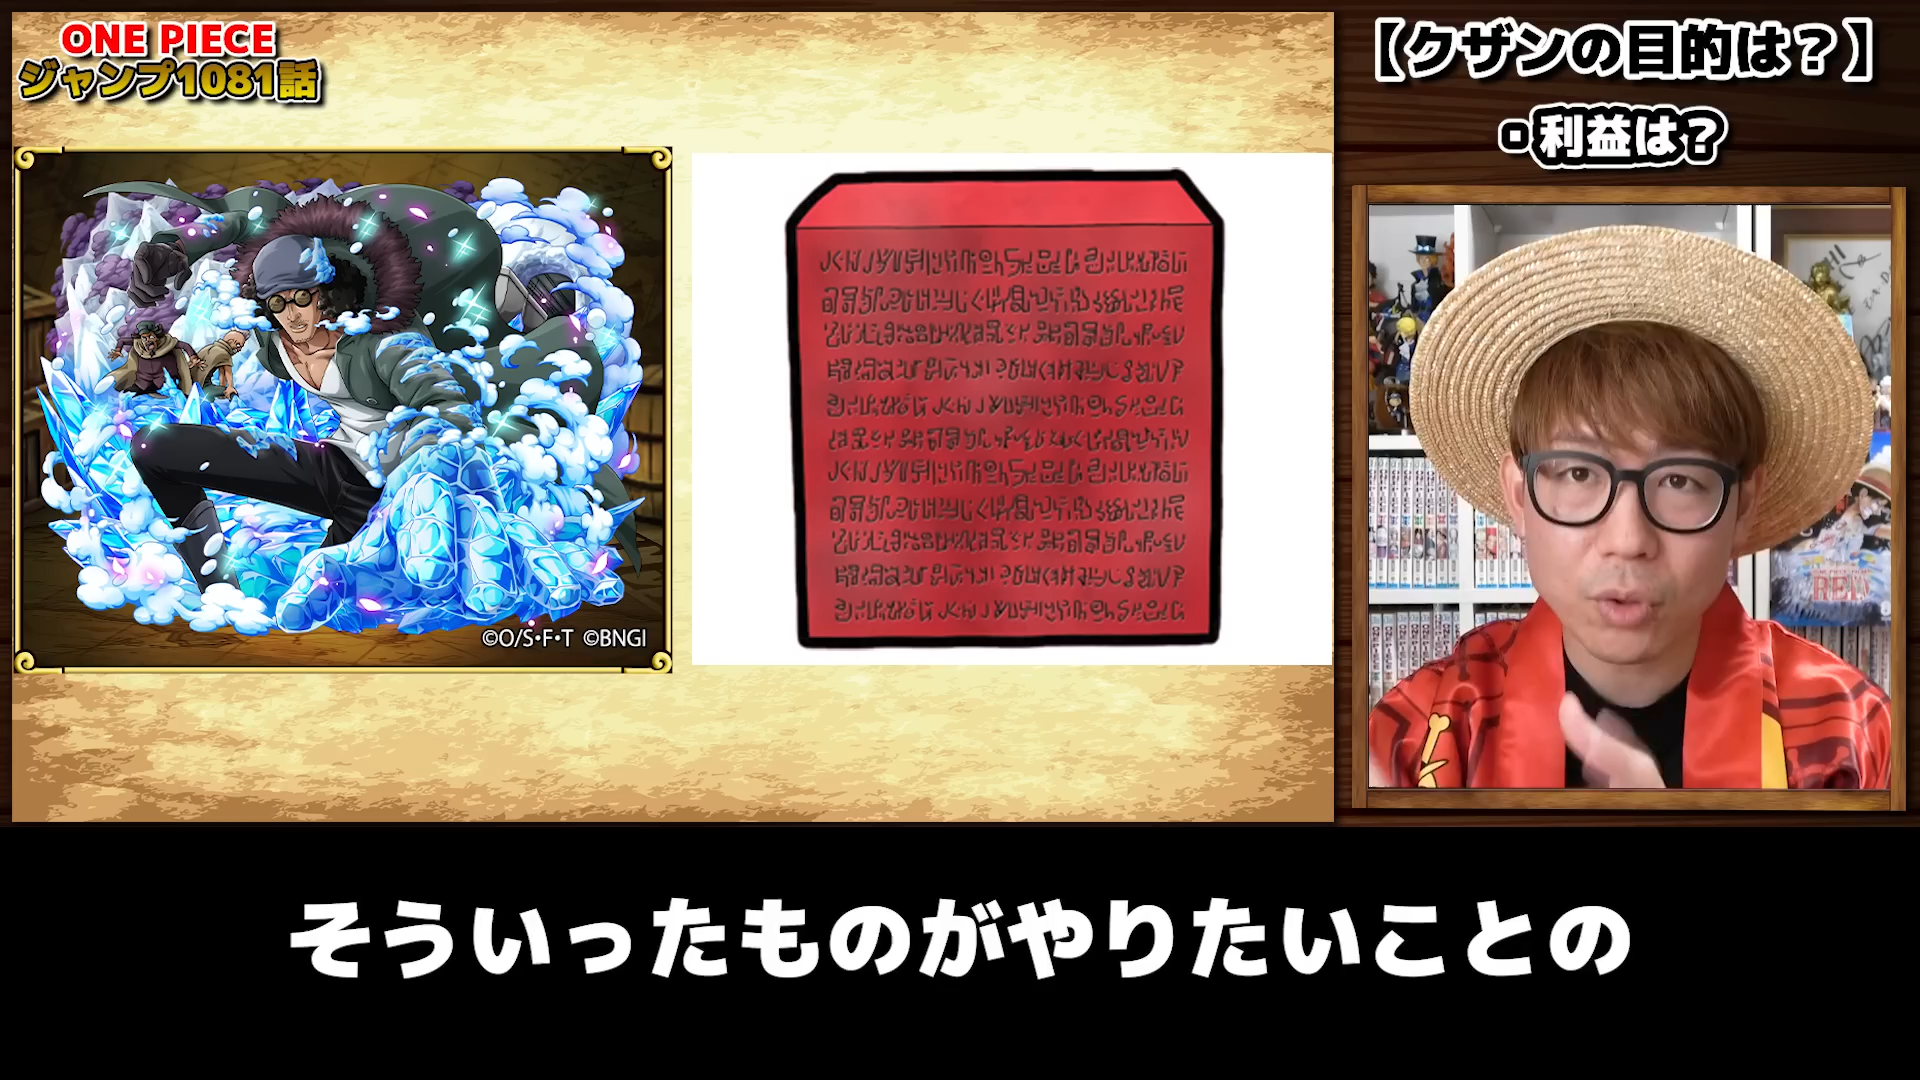 ONE PIECE
ジャンプ1081話
【クザンの目的は？】
・利益は？
©O/S・F・T ©BNGI
RED
そういったものがやりたいことの